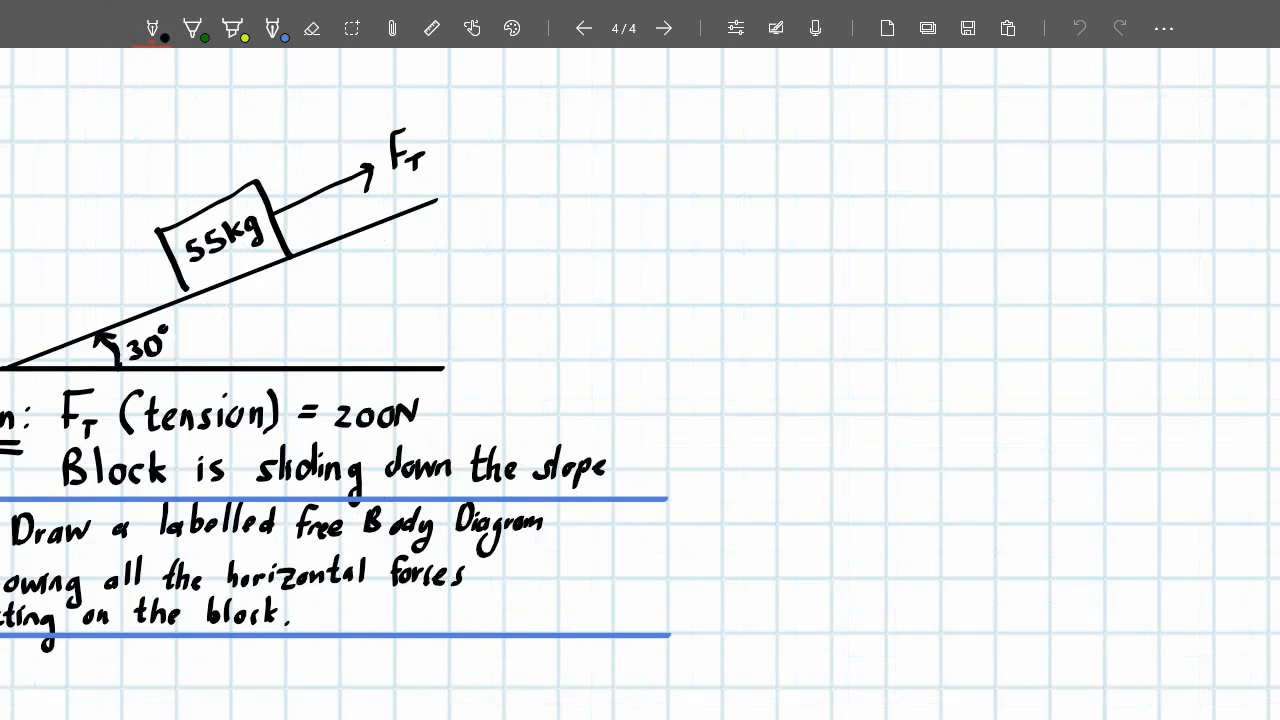 4/4
F_T
55kg
30°
n: F_T (tension) = 200N
Block is sliding down the slope
Draw a labelled free Body Diagram
owing all the horizontal forces
ting on the block.